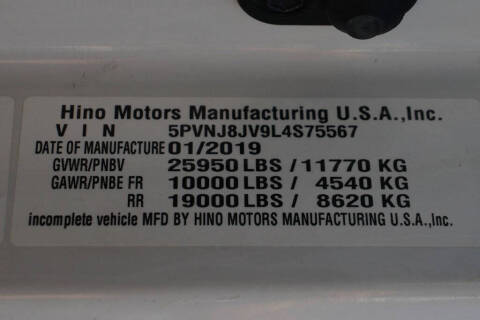 Hino Motors Manufacturing U.S.A.,Inc.
V I N 5PVNJ8JV9L4S75567
DATE OF MANUFACTURE 01/2019
GVWR/PNBV 25950 LBS / 11770 KG
GAWR/PNBE FR 10000 LBS / 4540 KG
RR 19000 LBS / 8620 KG
incomplete vehicle MFD BY HINO MOTORS MANUFACTURING U.S.A.,Inc.